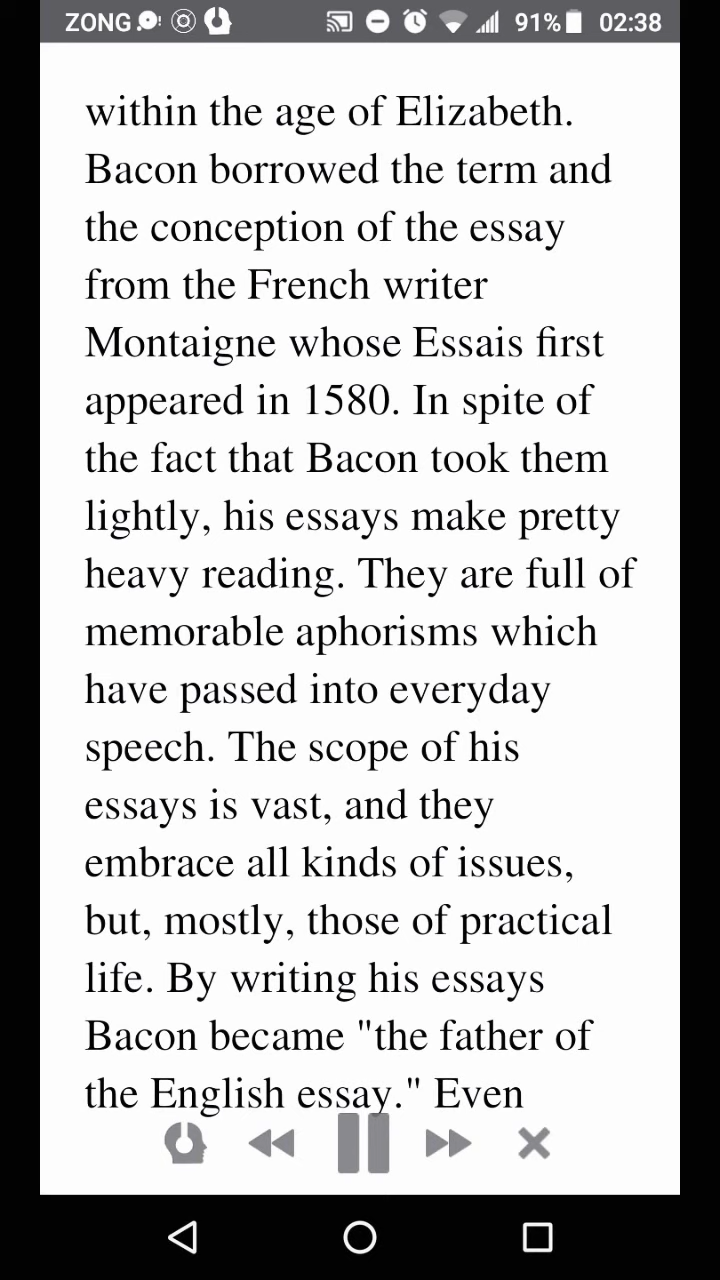 ZONG 91% 02:38
within the age of Elizabeth.
Bacon borrowed the term and
the conception of the essay
from the French writer
Montaigne whose Essais first
appeared in 1580. In spite of
the fact that Bacon took them
lightly, his essays make pretty
heavy reading. They are full of
memorable aphorisms which
have passed into everyday
speech. The scope of his
essays is vast, and they
embrace all kinds of issues,
but, mostly, those of practical
life. By writing his essays
Bacon became "the father of
the English essay." Even